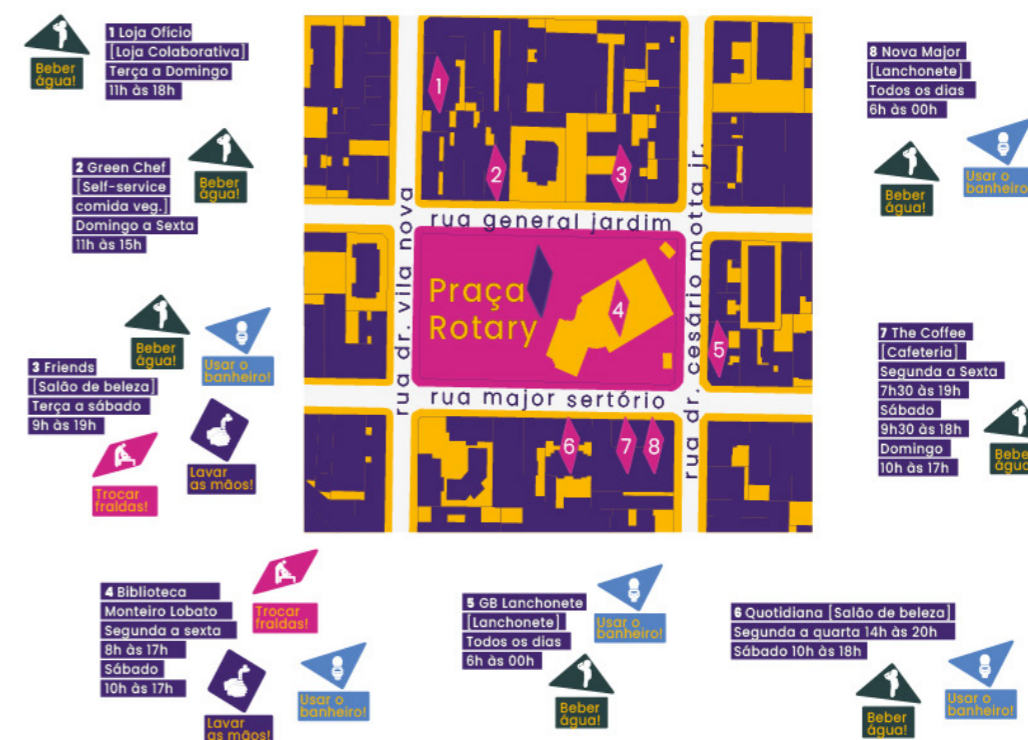 Beber
água!
1 Loja Ofício
[Loja Colaborativa]
Terça a Domingo
11h às 18h
2 Green Chef
[Self-service
comida veg.]
Domingo a Sexta
11h às 15h
Beber
água!
Beber
água!
Usar o
banheiro!
3 Friends
[Salão de beleza]
Terça a sábado
9h às 19h
Trocar
fraldas!
Lavar
as mãos!
1
2
3
rua general jardim
rua dr. vila nova
Praça
Rotary
4
5
rua dr. cesário motta jr.
rua major sertório
6
7
8
8 Nova Major
[Lanchonete]
Todos os dias
6h às 00h
Beber
água!
Usar o
banheiro!
7 The Coffee
[Cafeteria]
Segunda a Sexta
7h30 às 19h
Sábado
9h30 às 18h
Domingo
10h às 17h
Beber
água!
4 Biblioteca
Monteiro Lobato
Segunda a sexta
8h às 17h
Sábado
10h às 17h
Trocar
fraldas!
Lavar
as mãos!
Usar o
banheiro!
5 GB Lanchonete
[Lanchonete]
Todos os dias
6h às 00h
Usar o
banheiro!
Beber
água!
6 Quotidiana [Salão de beleza]
Segunda a quarta 14h às 20h
Sábado 10h às 18h
Beber
água!
Usar o
banheiro!